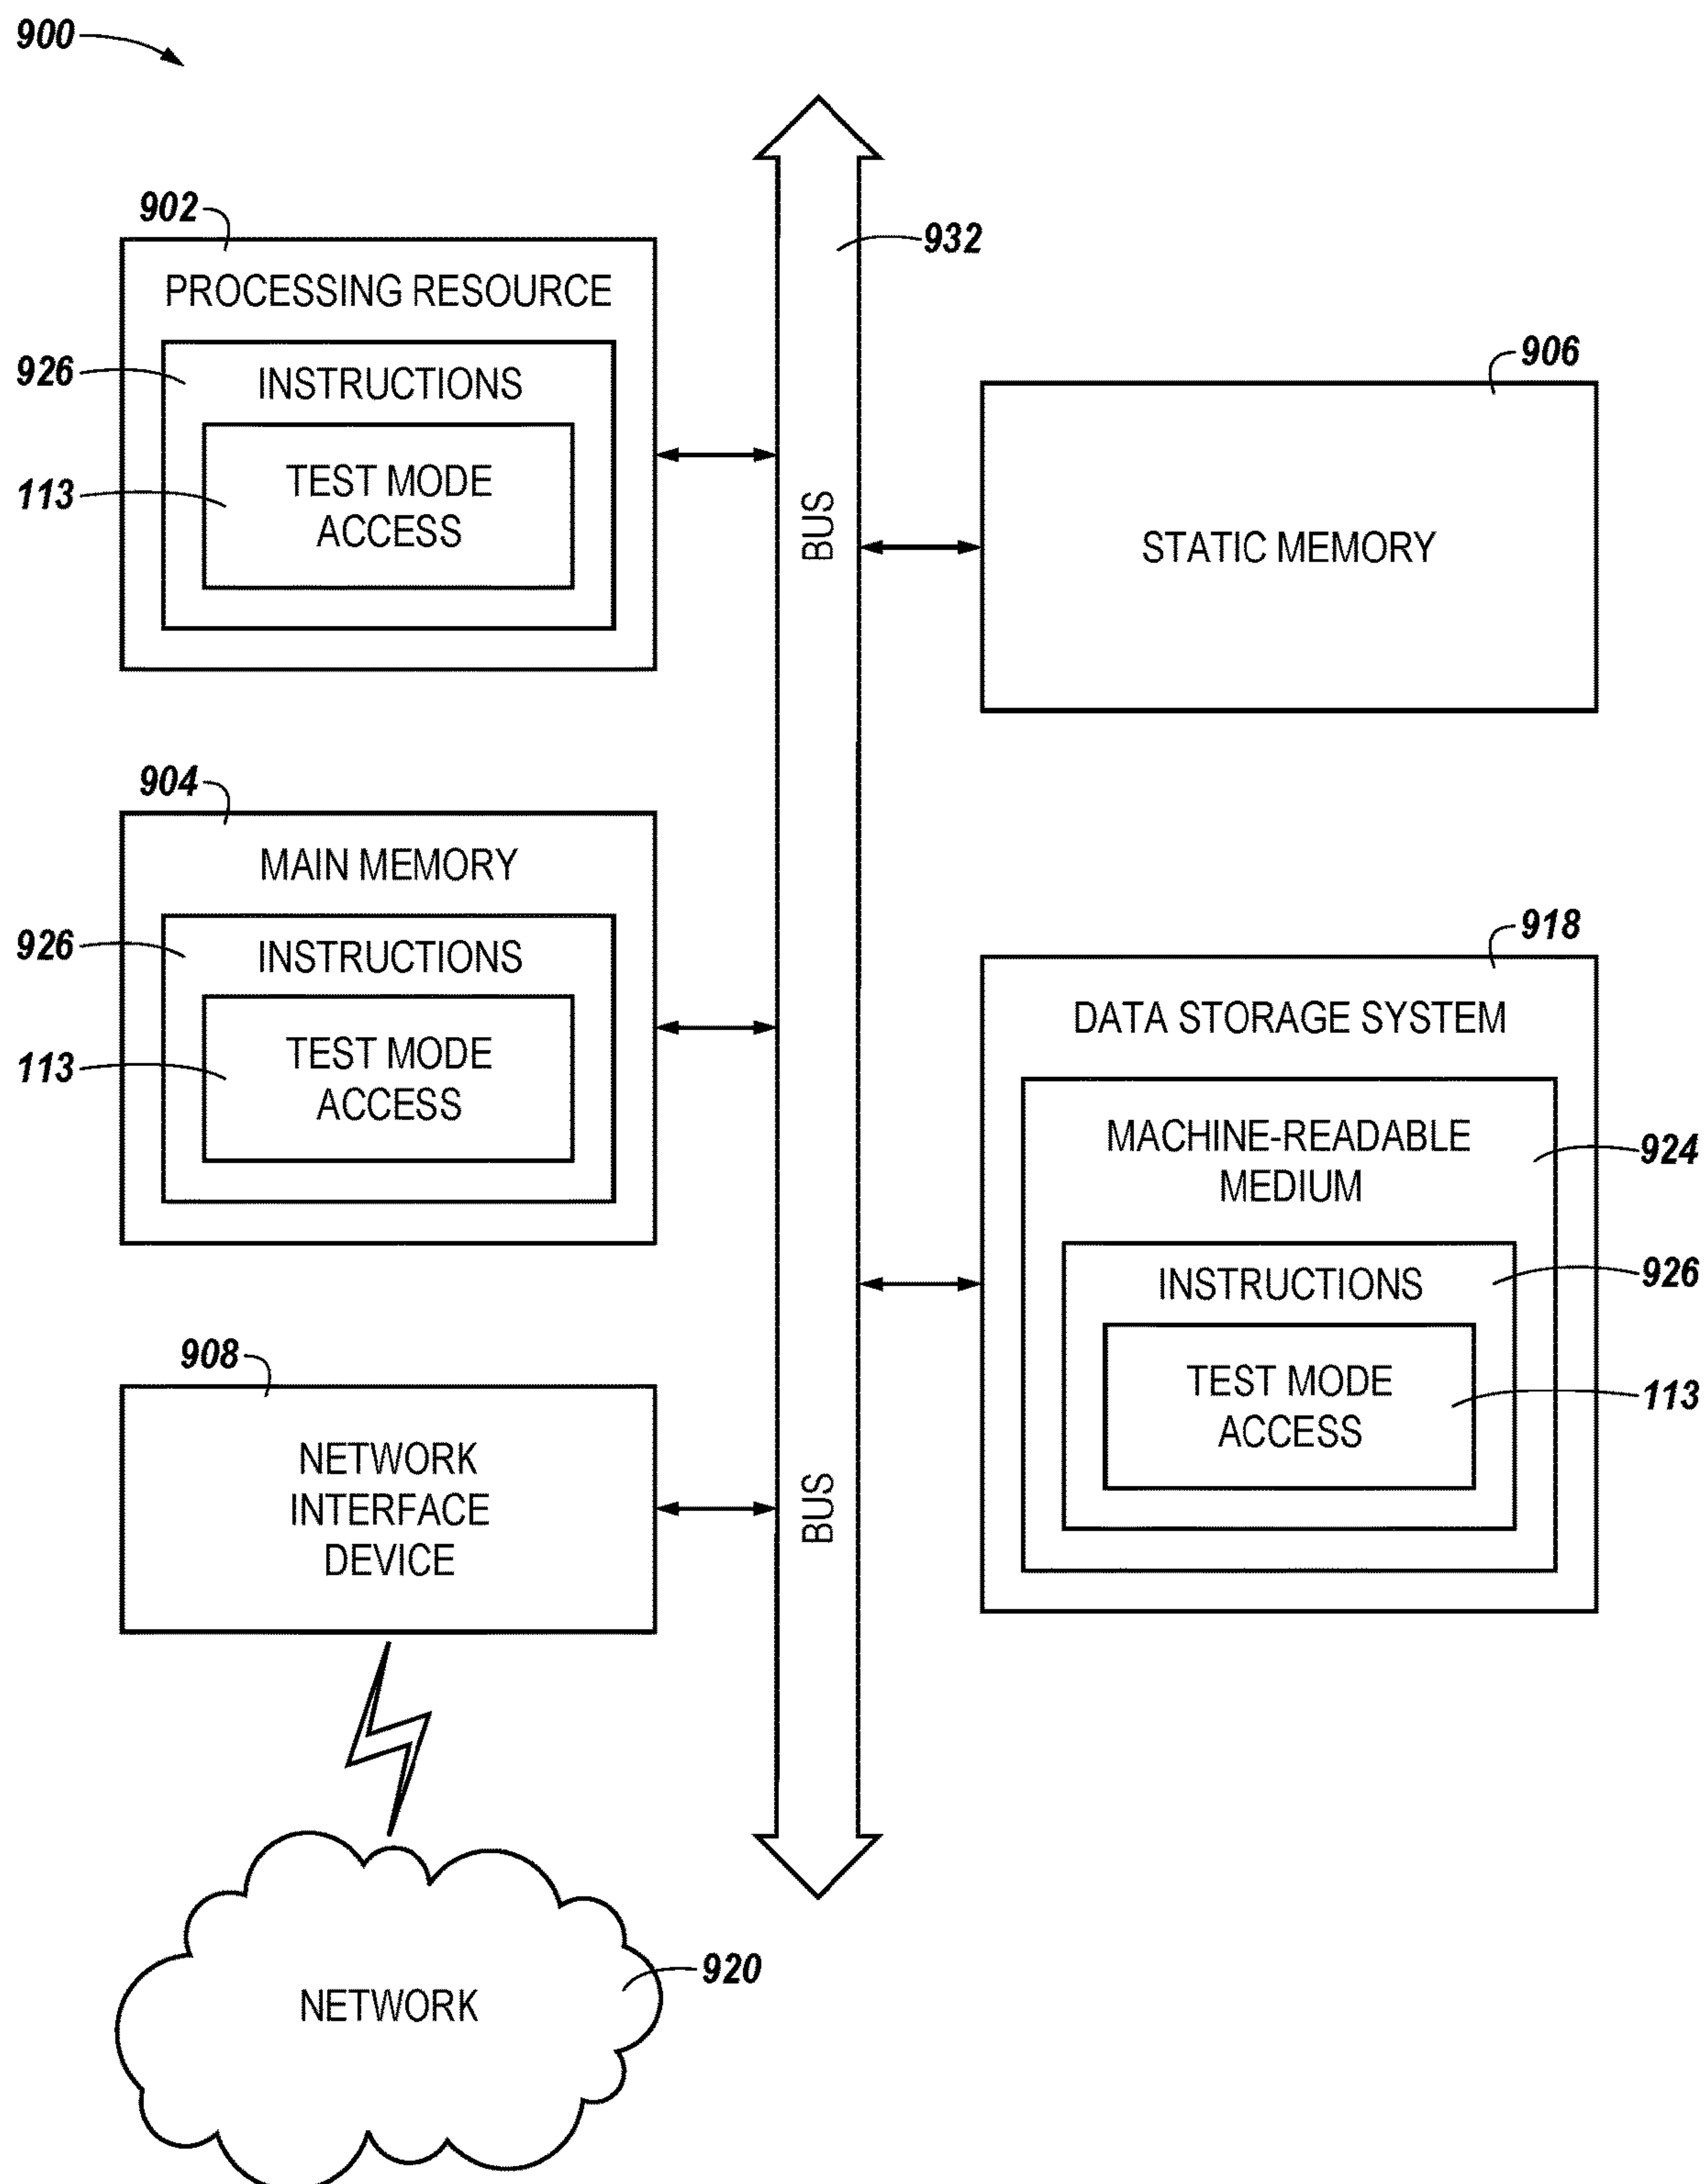 900
902
PROCESSING RESOURCE
926
INSTRUCTIONS
113
TEST MODE
ACCESS
904
MAIN MEMORY
926
INSTRUCTIONS
113
TEST MODE
ACCESS
908
NETWORK
INTERFACE
DEVICE
NETWORK
920
932
BUS
BUS
906
STATIC MEMORY
918
DATA STORAGE SYSTEM
MACHINE-READABLE
MEDIUM
924
INSTRUCTIONS
926
TEST MODE
ACCESS
113